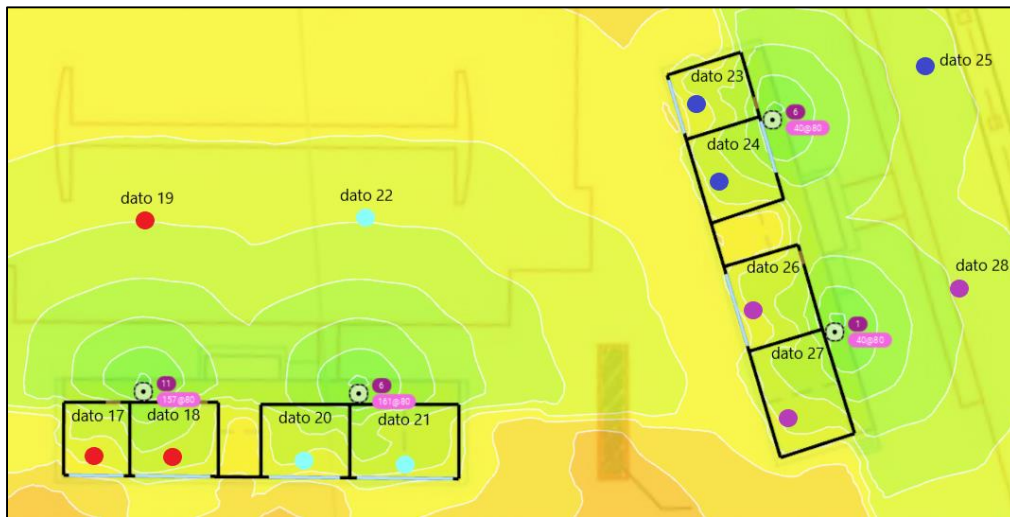 dato 25
dato 23
6
40@80
dato 24
dato 19
dato 22
dato 26
dato 28
1
40@80
dato 27
11
157@80
6
161@80
dato 17
dato 18
dato 20
dato 21